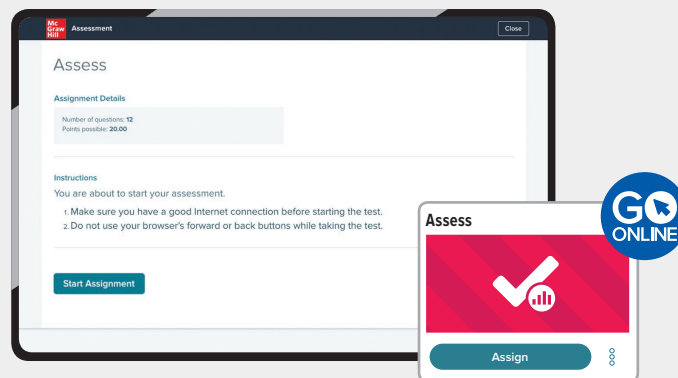 Mc
Graw
Hill
Assessment
Close
Assess
Assignment Details
Number of questions: 12
Points possible: 20.00
Instructions
You are about to start your assessment.
1. Make sure you have a good Internet connection before starting the test.
2. Do not use your browser's forward or back buttons while taking the test.
Start Assignment
Assess
GO
ONLINE
Assign